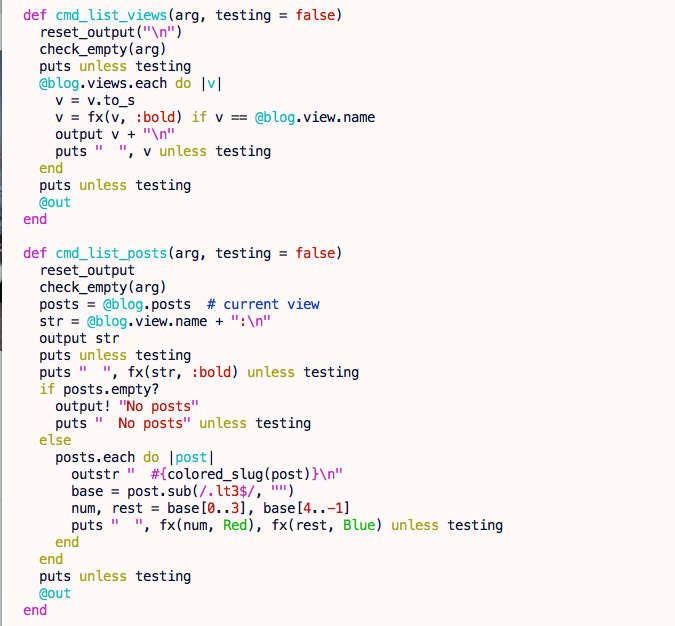 def cmd_list_views(arg, testing = false)
  reset_output("\n")
  check_empty(arg)
  puts unless testing
  @blog.views.each do |v|
    v = v.to_s
    v = fx(v, :bold) if v == @blog.view.name
    output v + "\n"
    puts "  ", v unless testing
  end
  puts unless testing
  @out
end

def cmd_list_posts(arg, testing = false)
  reset_output
  check_empty(arg)
  posts = @blog.posts  # current view
  str = @blog.view.name + ":\n"
  output str
  puts unless testing
  puts "  ", fx(str, :bold) unless testing
  if posts.empty?
    output! "No posts"
    puts "  No posts" unless testing
  else
    posts.each do |post|
      outstr "  #{colored_slug(post)}\n"
      base = post.sub(/.lt3$/, "")
      num, rest = base[0..3], base[4..-1]
      puts "  ", fx(num, Red), fx(rest, Blue) unless testing
    end
  end
  puts unless testing
  @out
end